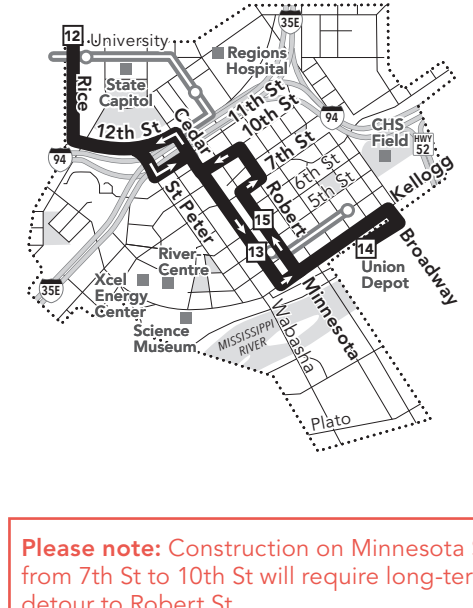 12
University
35E
Regions
Hospital
State
Capitol
Rice
11th St
10th St
94
12th St
Cedar
CHS
Field
HWY
52
7th St
94
6th St
5th St
Kellogg
St Peter
Robert
15
13
14
Broadway
River-
Centre
Union
Depot
Xcel
Energy
Center
35E
Minnesota
Science
Museum
MISSISSIPPI
RIVER
Wabasha
Plato
Please note: Construction on Minnesota
from 7th St to 10th St will require long-ter
detour to Robert St.